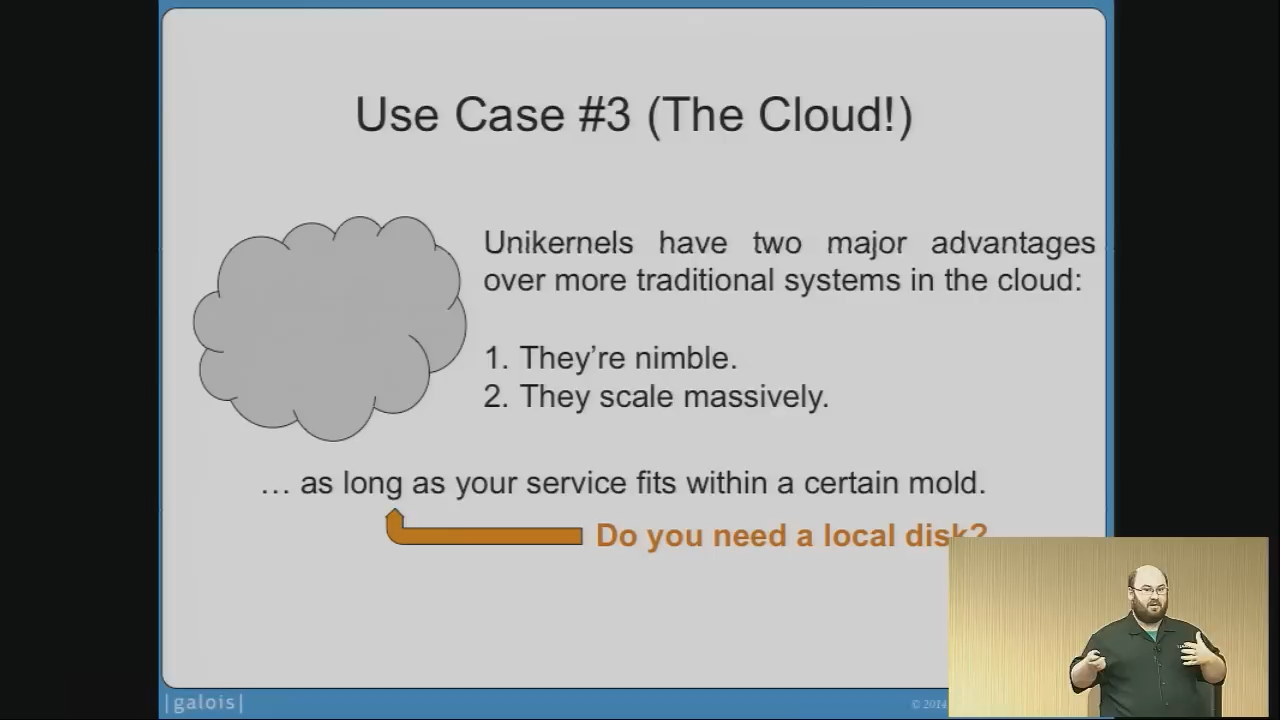 Use Case #3 (The Cloud!)
Unikernels have two major advantages
over more traditional systems in the cloud:
1. They’re nimble.
2. They scale massively.
… as long as your service fits within a certain mold.
Do you need a local disk?
|galois|
© 2014